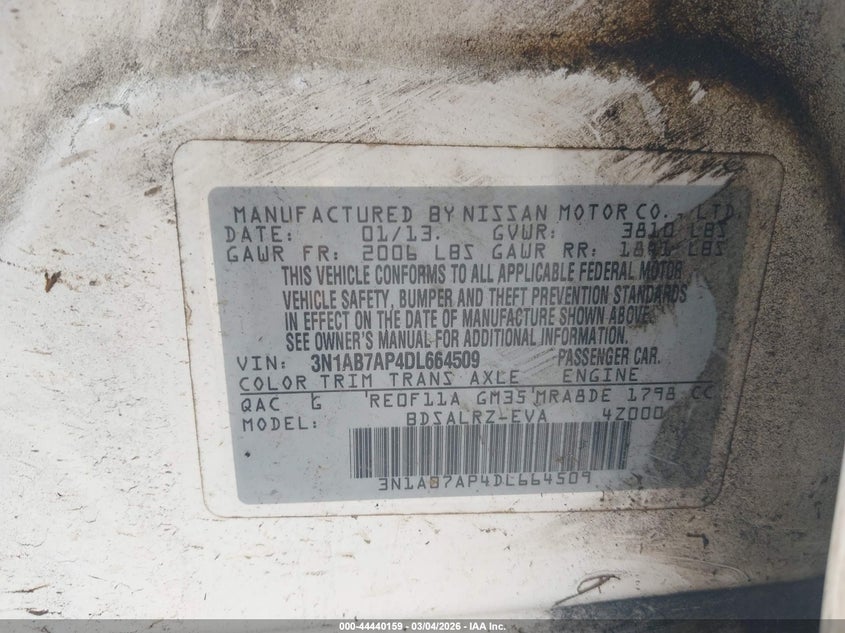 MANUFACTURED BY NISSAN MOTOR CO., LTD.
DATE: 01/13. GVWR: 3810 LBS
GAWR FR: 2006 LBS GAWR RR: 1841 LBS
THIS VEHICLE CONFORMS TO ALL APPLICABLE FEDERAL MOTOR
VEHICLE SAFETY, BUMPER AND THEFT PREVENTION STANDARDS
IN EFFECT ON THE DATE OF MANUFACTURE SHOWN ABOVE.
SEE OWNER'S MANUAL FOR ADDITIONAL INFORMATION.
VIN: 3N1AB7AP4DL664509 PASSENGER CAR.
COLOR TRIM TRANS AXLE ENGINE
QAC G RE0F11A GM35 MRA8DE 1798 CC
MODEL: BDSALRZ-EVA 4Z000
3N1AB7AP4DL664509
000-44440159 — 03/04/2026 — IAA Inc.